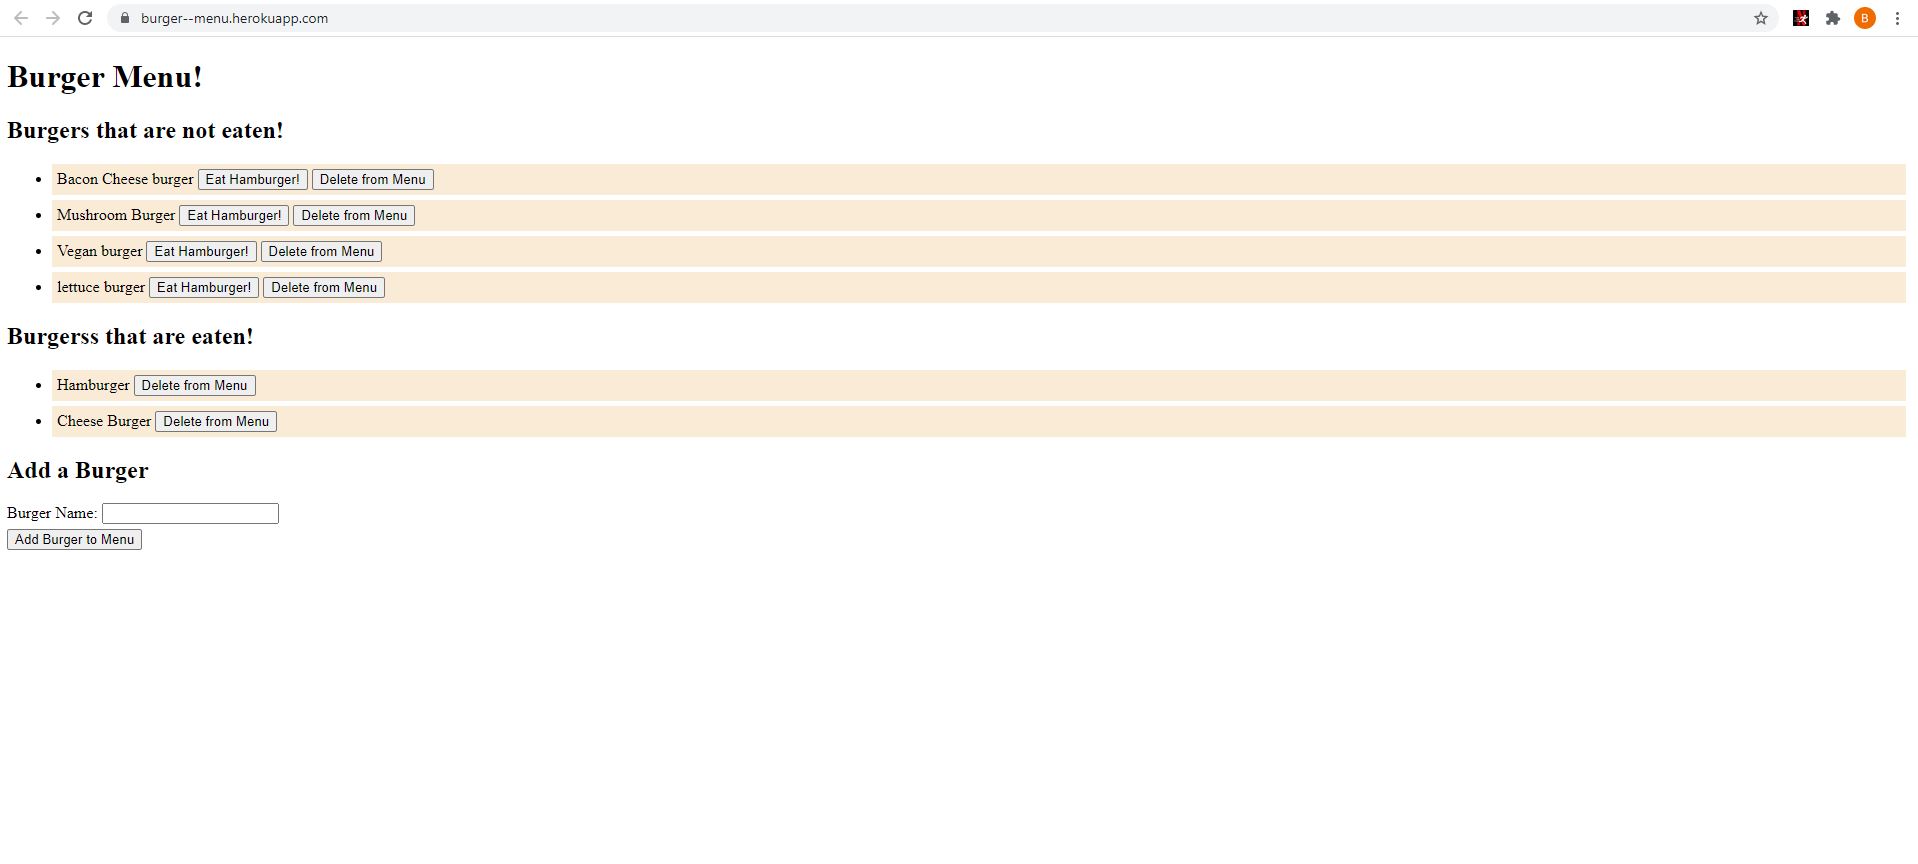 burger--menu.herokuapp.com
B
Burger Menu!
Burgers that are not eaten!
Bacon Cheese burger Eat Hamburger! Delete from Menu
Mushroom Burger Eat Hamburger! Delete from Menu
Vegan burger Eat Hamburger! Delete from Menu
lettuce burger Eat Hamburger! Delete from Menu
Burgerss that are eaten!
Hamburger Delete from Menu
Cheese Burger Delete from Menu
Add a Burger
Burger Name:
Add Burger to Menu